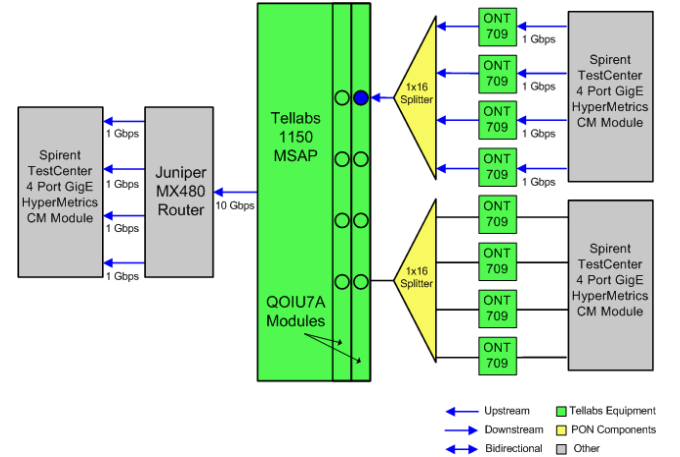 Spirent
TestCenter
4 Port GigE
HyperMetrics
CM Module
1 Gbps
1 Gbps
1 Gbps
1 Gbps
Juniper
MX480
Router
10 Gbps
Tellabs
1150
MSAP
QOIU7A
Modules
1x16
Splitter
ONT
709
1 Gbps
ONT
709
1 Gbps
ONT
709
1 Gbps
ONT
709
1 Gbps
Spirent
TestCenter
4 Port GigE
HyperMetrics
CM Module
1x16
Splitter
ONT
709
ONT
709
ONT
709
ONT
709
Spirent
TestCenter
4 Port GigE
HyperMetrics
CM Module
Upstream
Downstream
Bidirectional
Tellabs Equipment
PON Components
Other